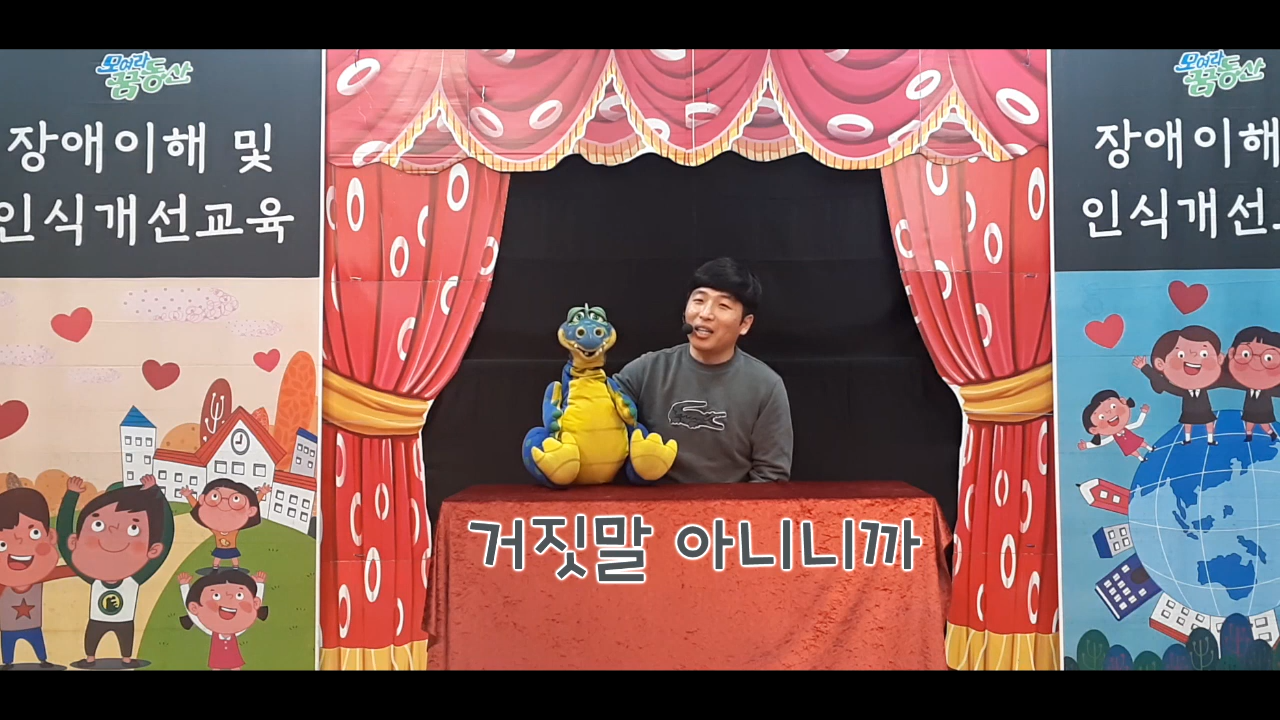 모여라
꿈동산
장애이해 및
인식개선교육
모여라
꿈동산
장애이해
인식개선
거짓말 아니니까